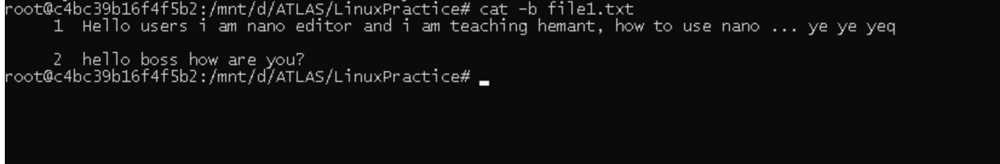 root@c4bc39b16f4f5b2:/mnt/d/ATLAS/LinuxPractice# cat -b file1.txt
1 Hello users i am nano editor and i am teaching hemant, how to use nano ... ye ye yeq
2 hello boss how are you?
root@c4bc39b16f4f5b2:/mnt/d/ATLAS/LinuxPractice#